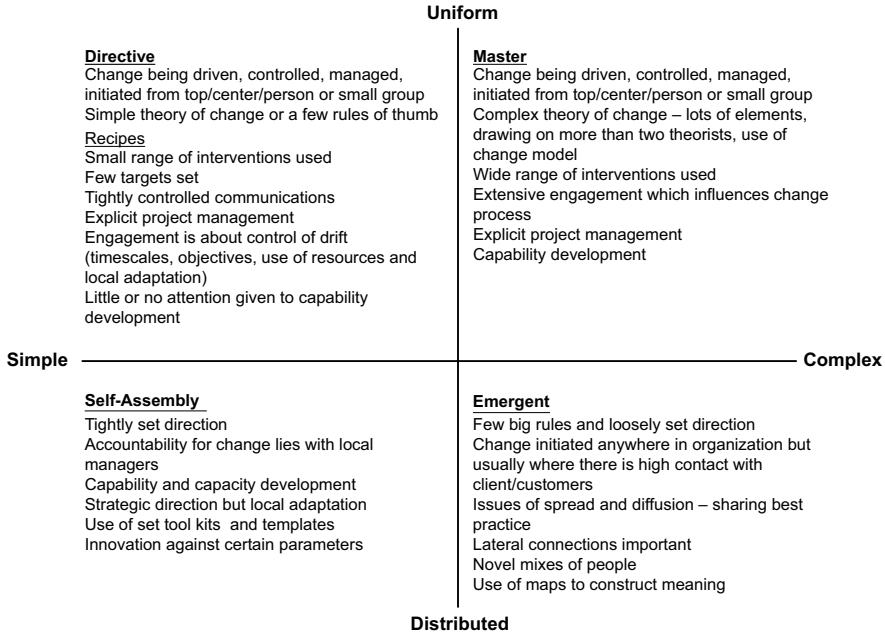 Uniform
Directive
Change being driven, controlled, managed,
initiated from top/center/person or small group
Simple theory of change or a few rules of thumb
Recipes
Small range of interventions used
Few targets set
Tightly controlled communications
Explicit project management
Engagement is about control of drift
(timescales, objectives, use of resources and
local adaptation)
Little or no attention given to capability
development
Master
Change being driven, controlled, managed,
initiated from top/center/person or small group
Complex theory of change – lots of elements,
drawing on more than two theorists, use of
change model
Wide range of interventions used
Extensive engagement which influences change
process
Explicit project management
Capability development
Simple
Complex
Self-Assembly
Tightly set direction
Accountability for change lies with local
managers
Capability and capacity development
Strategic direction but local adaptation
Use of set tool kits and templates
Innovation against certain parameters
Emergent
Few big rules and loosely set direction
Change initiated anywhere in organization but
usually where there is high contact with
client/customers
Issues of spread and diffusion – sharing best
practice
Lateral connections important
Novel mixes of people
Use of maps to construct meaning
Distributed